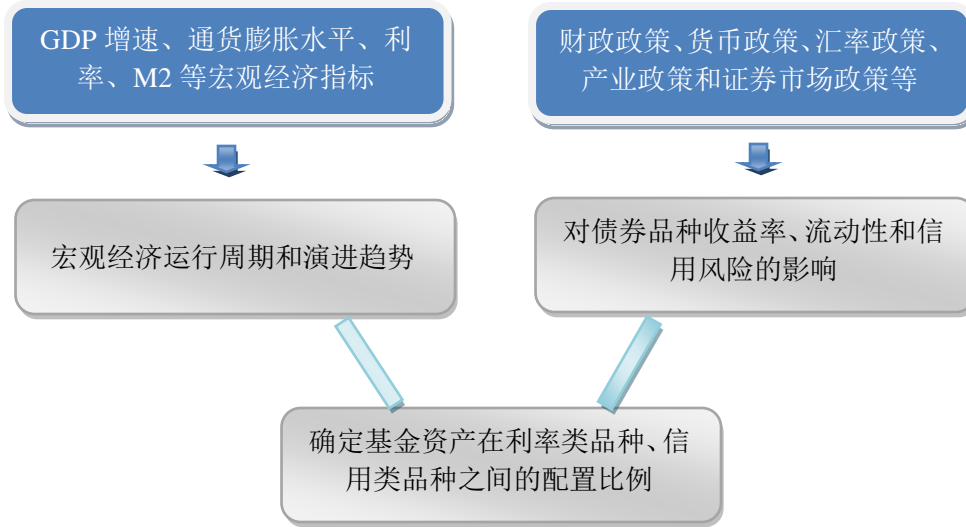 GDP 增速、通货膨胀水平、利
率、M2 等宏观经济指标
财政政策、货币政策、汇率政策、
产业政策和证券市场政策等
宏观经济运行周期和演进趋势
对债券品种收益率、流动性和信
用风险的影响
确定基金资产在利率类品种、信
用类品种之间的配置比例